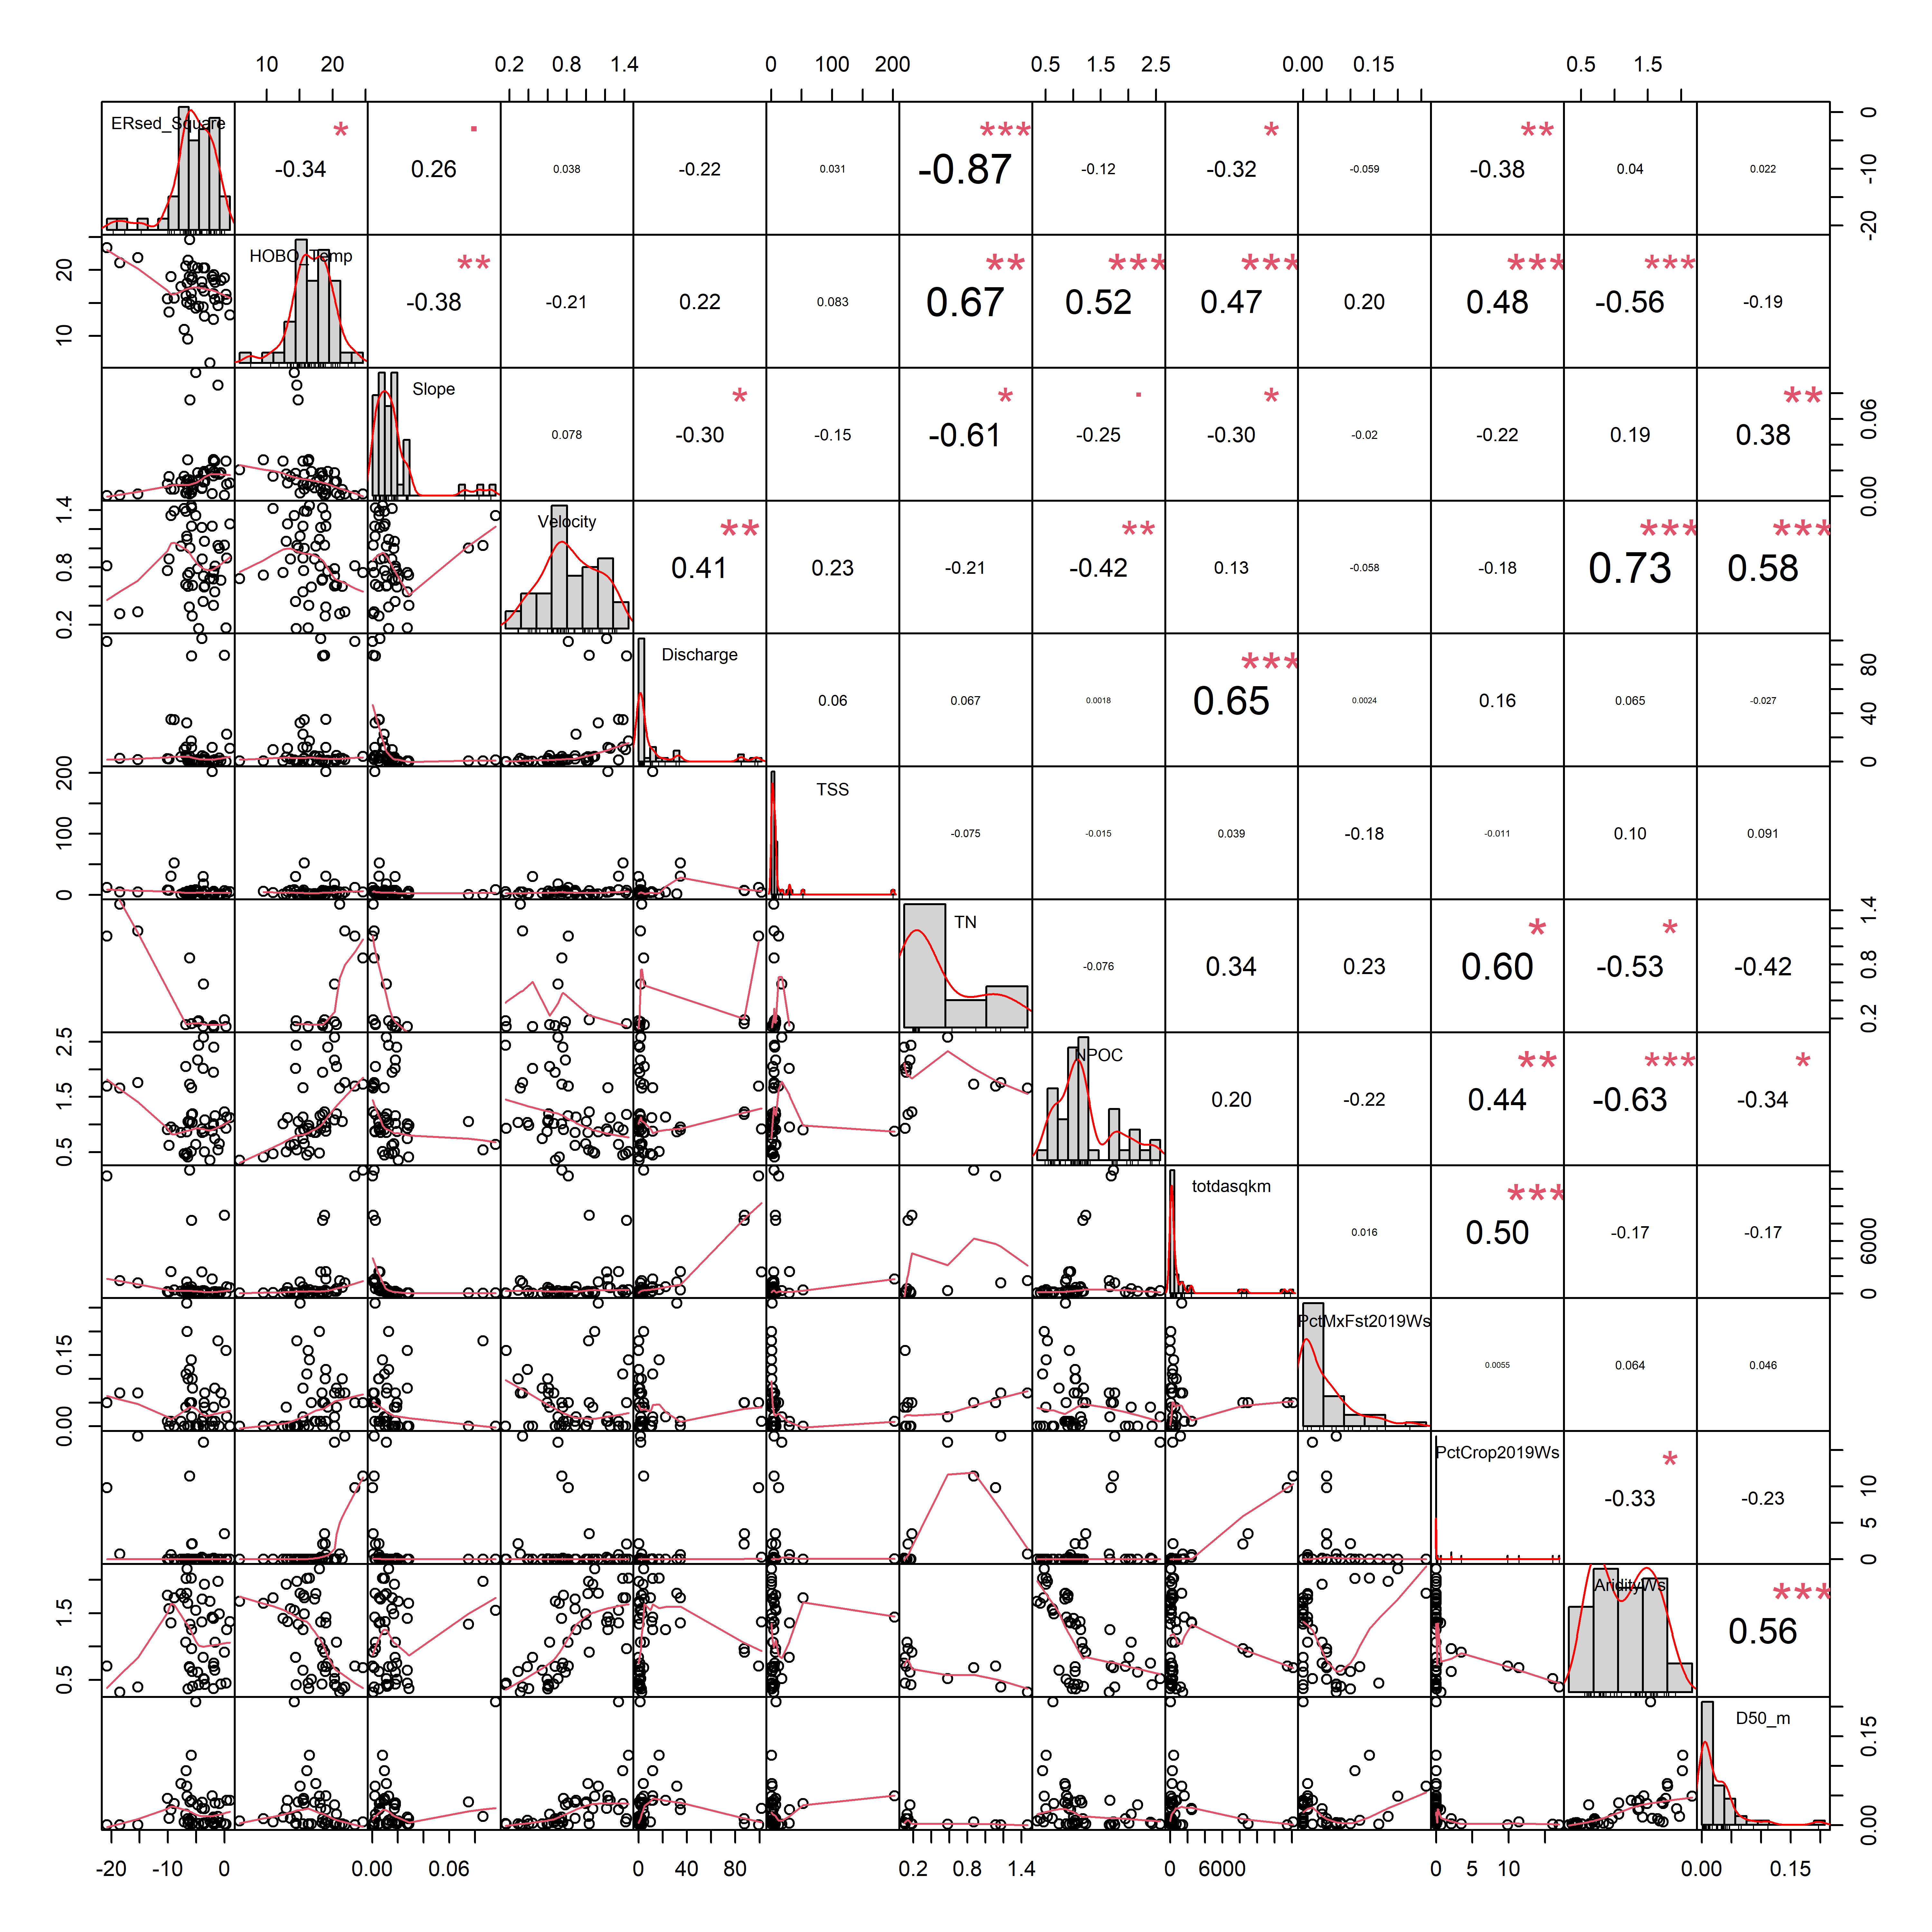 10 20 0.2 0.8 1.4 0 100 200 0.5 1.5 2.5 0.00 0.15 0.5 1.5
ERsed_Square * . *** * **
-0.34 0.26 0.038 -0.22 0.031 -0.87 -0.12 -0.32 -0.059 -0.38 0.04 0.022
0 -10 -20
HOBO_Temp ** ** *** *** *** ***
20 10
-0.38 -0.21 0.22 0.083 0.67 0.52 0.47 0.20 0.48 -0.56 -0.19
Slope * * . * **
0.078 -0.30 -0.15 -0.61 -0.25 -0.30 -0.02 -0.22 0.19 0.38
0.06 0.00
Velocity ** ** *** ***
1.4 0.8 0.2
0.41 0.23 -0.21 -0.42 0.13 -0.058 -0.18 0.73 0.58
Discharge ***
0.06 0.067 0.0018 0.65 0.0024 0.16 0.065 -0.027
80 40 0
TSS
200 100 0
-0.075 -0.015 0.039 -0.18 -0.011 0.10 0.091
TN * *
-0.076 0.34 0.23 0.60 -0.53 -0.42
1.4 0.8 0.2
NPOC ** *** *
2.5 1.5 0.5
0.20 -0.22 0.44 -0.63 -0.34
totdasqkm ***
0.016 0.50 -0.17 -0.17
6000 0
PctMxFst2019Ws
0.15 0.00
0.0055 0.064 0.046
PctCrop2019Ws *
-0.33 -0.23
10 5 0
AridityWs ***
1.5 0.5
0.56
D50_m
0.15 0.00
-20 -10 0 0.00 0.06 0 40 80 0.2 0.8 1.4 0 6000 0 5 10 0.00 0.15